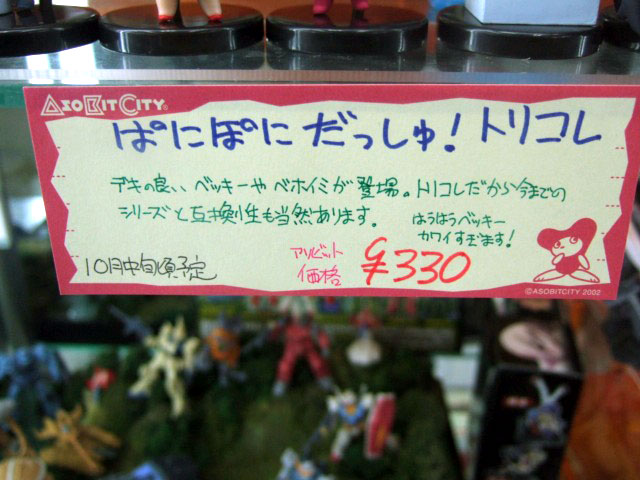 ASOBITCITY
ぱにぽにだっしゅ！トリコレ
デキの良い、ベッキーやベホイミが登場。トリコレだから今までの
シリーズと互換性も当然あります。
はうはうベッキー
カワイすぎます！
10月中旬頃予定
アソビット
価格
¥330
©ASOBITCITY 2002